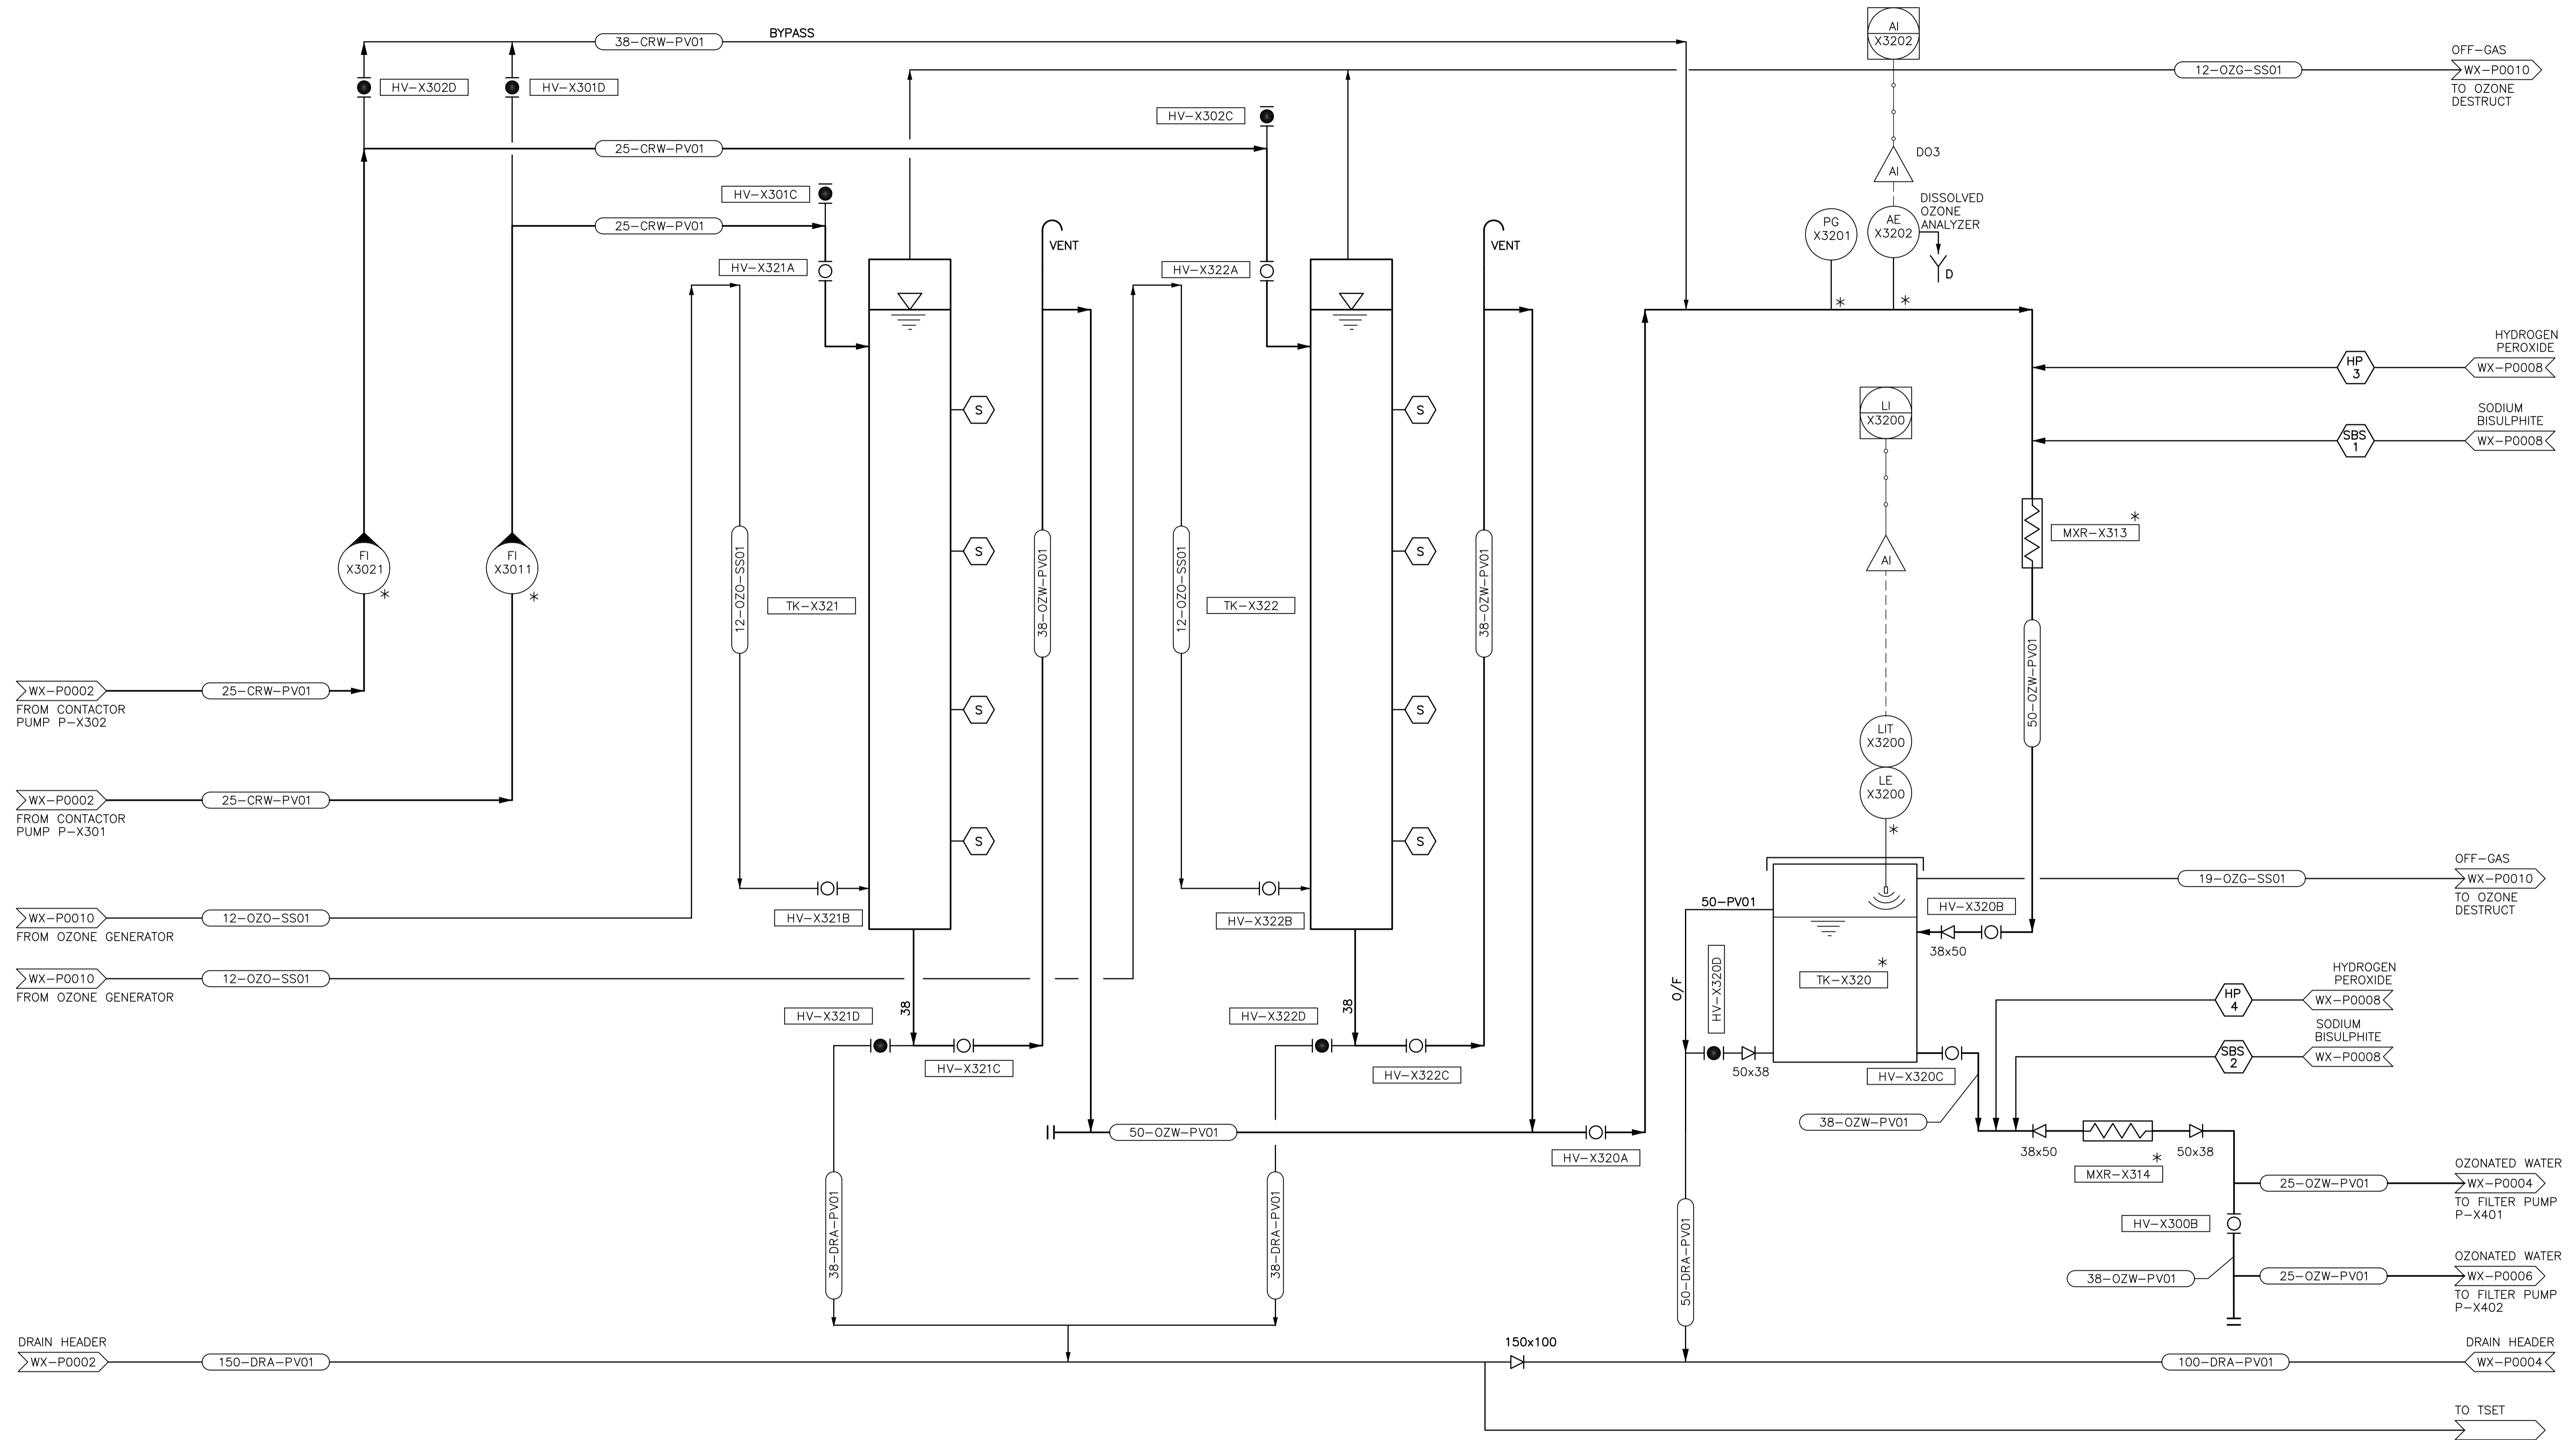 AI
X3202
38-CRW-PV01
BYPASS
OFF-GAS
12-OZG-SS01
WX-P0010
TO OZONE
DESTRUCT
HV-X302D
HV-X301D
HV-X302C
25-CRW-PV01
DO3
AI
HV-X301C
DISSOLVED
OZONE
ANALYZER
PG
X3201
AE
X3202
25-CRW-PV01
VENT
VENT
HV-X321A
HV-X322A
D
*
*
HYDROGEN
PEROXIDE
HP
3
WX-P0008
LI
X3200
SODIUM
BISULPHITE
SBS
1
WX-P0008
S
S
*
MXR-X313
FI
X3021
*
FI
X3011
*
S
S
AI
12-OZO-SS01
TK-X321
38-OZW-PV01
12-OZO-SS01
TK-X322
38-OZW-PV01
50-OZW-PV01
WX-P0002
25-CRW-PV01
FROM CONTACTOR
PUMP P-X302
S
S
LIT
X3200
LE
X3200
*
WX-P0002
25-CRW-PV01
FROM CONTACTOR
PUMP P-X301
S
S
OFF-GAS
19-OZG-SS01
WX-P0010
TO OZONE
DESTRUCT
50-PV01
HV-X320B
WX-P0010
12-OZO-SS01
FROM OZONE GENERATOR
HV-X321B
HV-X322B
38x50
WX-P0010
12-OZO-SS01
FROM OZONE GENERATOR
*
TK-X320
O/F
HV-X320D
HYDROGEN
PEROXIDE
HP
4
WX-P0008
38
38
HV-X321D
HV-X322D
SODIUM
BISULPHITE
SBS
2
WX-P0008
HV-X321C
HV-X322C
50x38
HV-X320C
38-OZW-PV01
50-OZW-PV01
HV-X320A
38x50
50x38
*
MXR-X314
OZONATED WATER
25-OZW-PV01
WX-P0004
TO FILTER PUMP
P-X401
38-DRA-PV01
38-DRA-PV01
50-DRA-PV01
HV-X300B
OZONATED WATER
38-OZW-PV01
25-OZW-PV01
WX-P0006
TO FILTER PUMP
P-X402
DRAIN HEADER
WX-P0002
150-DRA-PV01
150x100
100-DRA-PV01
DRAIN HEADER
WX-P0004
TO TSET